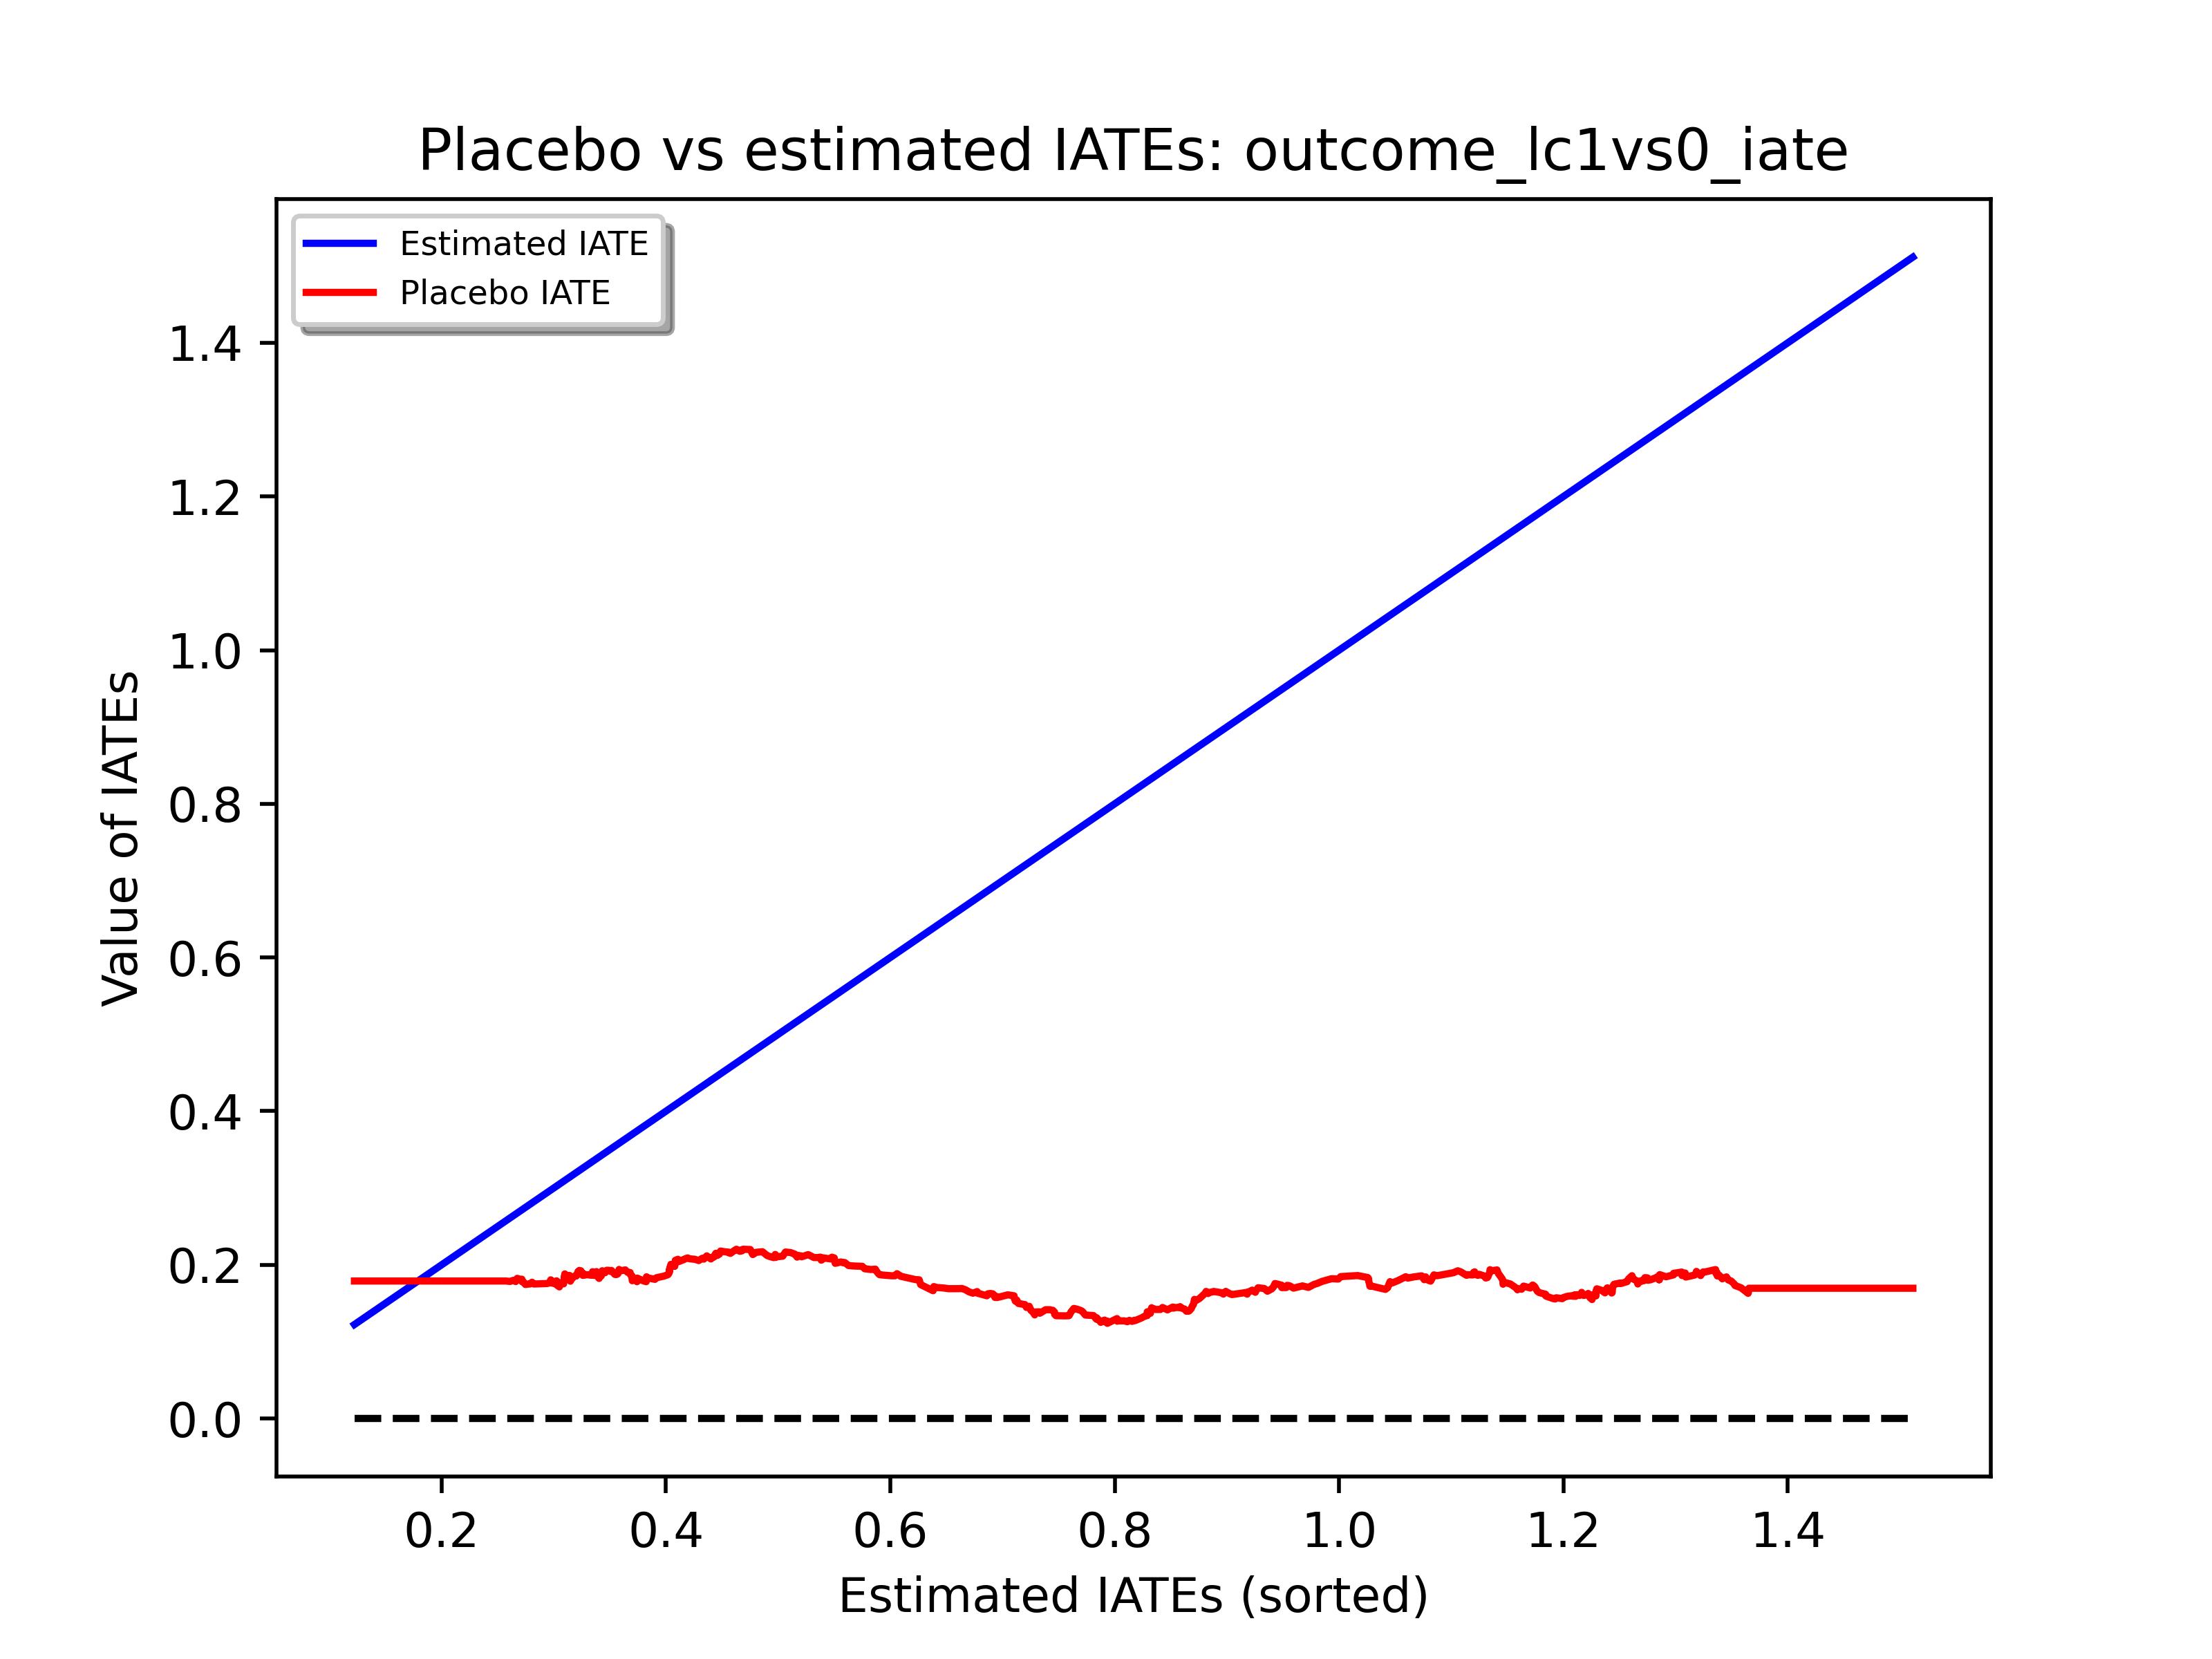 Placebo vs estimated IATEs: outcome_lc1vs0_iate
Estimated IATE
Placebo IATE
Value of IATEs
1.4
1.2
1.0
0.8
0.6
0.4
0.2
0.0
0.2 0.4 0.6 0.8 1.0 1.2 1.4
Estimated IATEs (sorted)